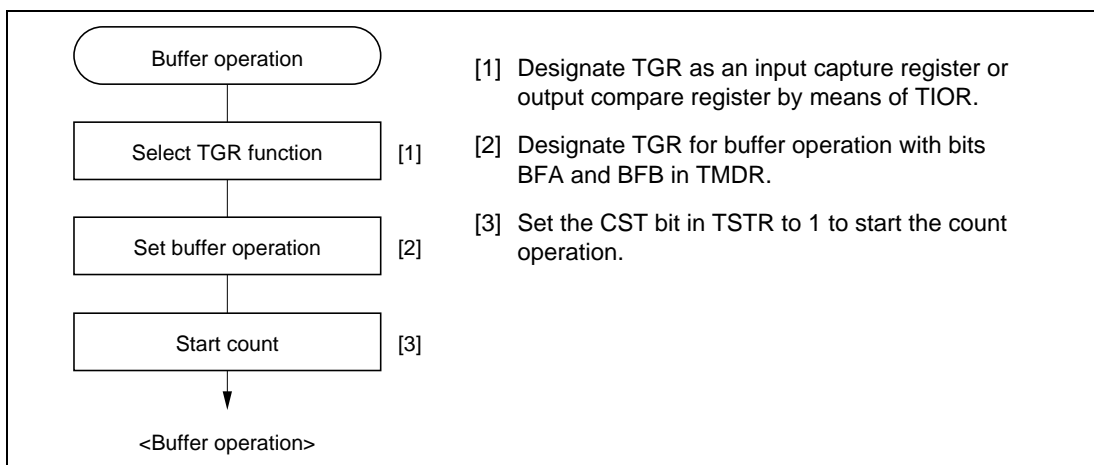 Buffer operation
Select TGR function
[1]
Set buffer operation
[2]
Start count
[3]
<Buffer operation>
[1] Designate TGR as an input capture register or
output compare register by means of TIOR.
[2] Designate TGR for buffer operation with bits
BFA and BFB in TMDR.
[3] Set the CST bit in TSTR to 1 to start the count
operation.